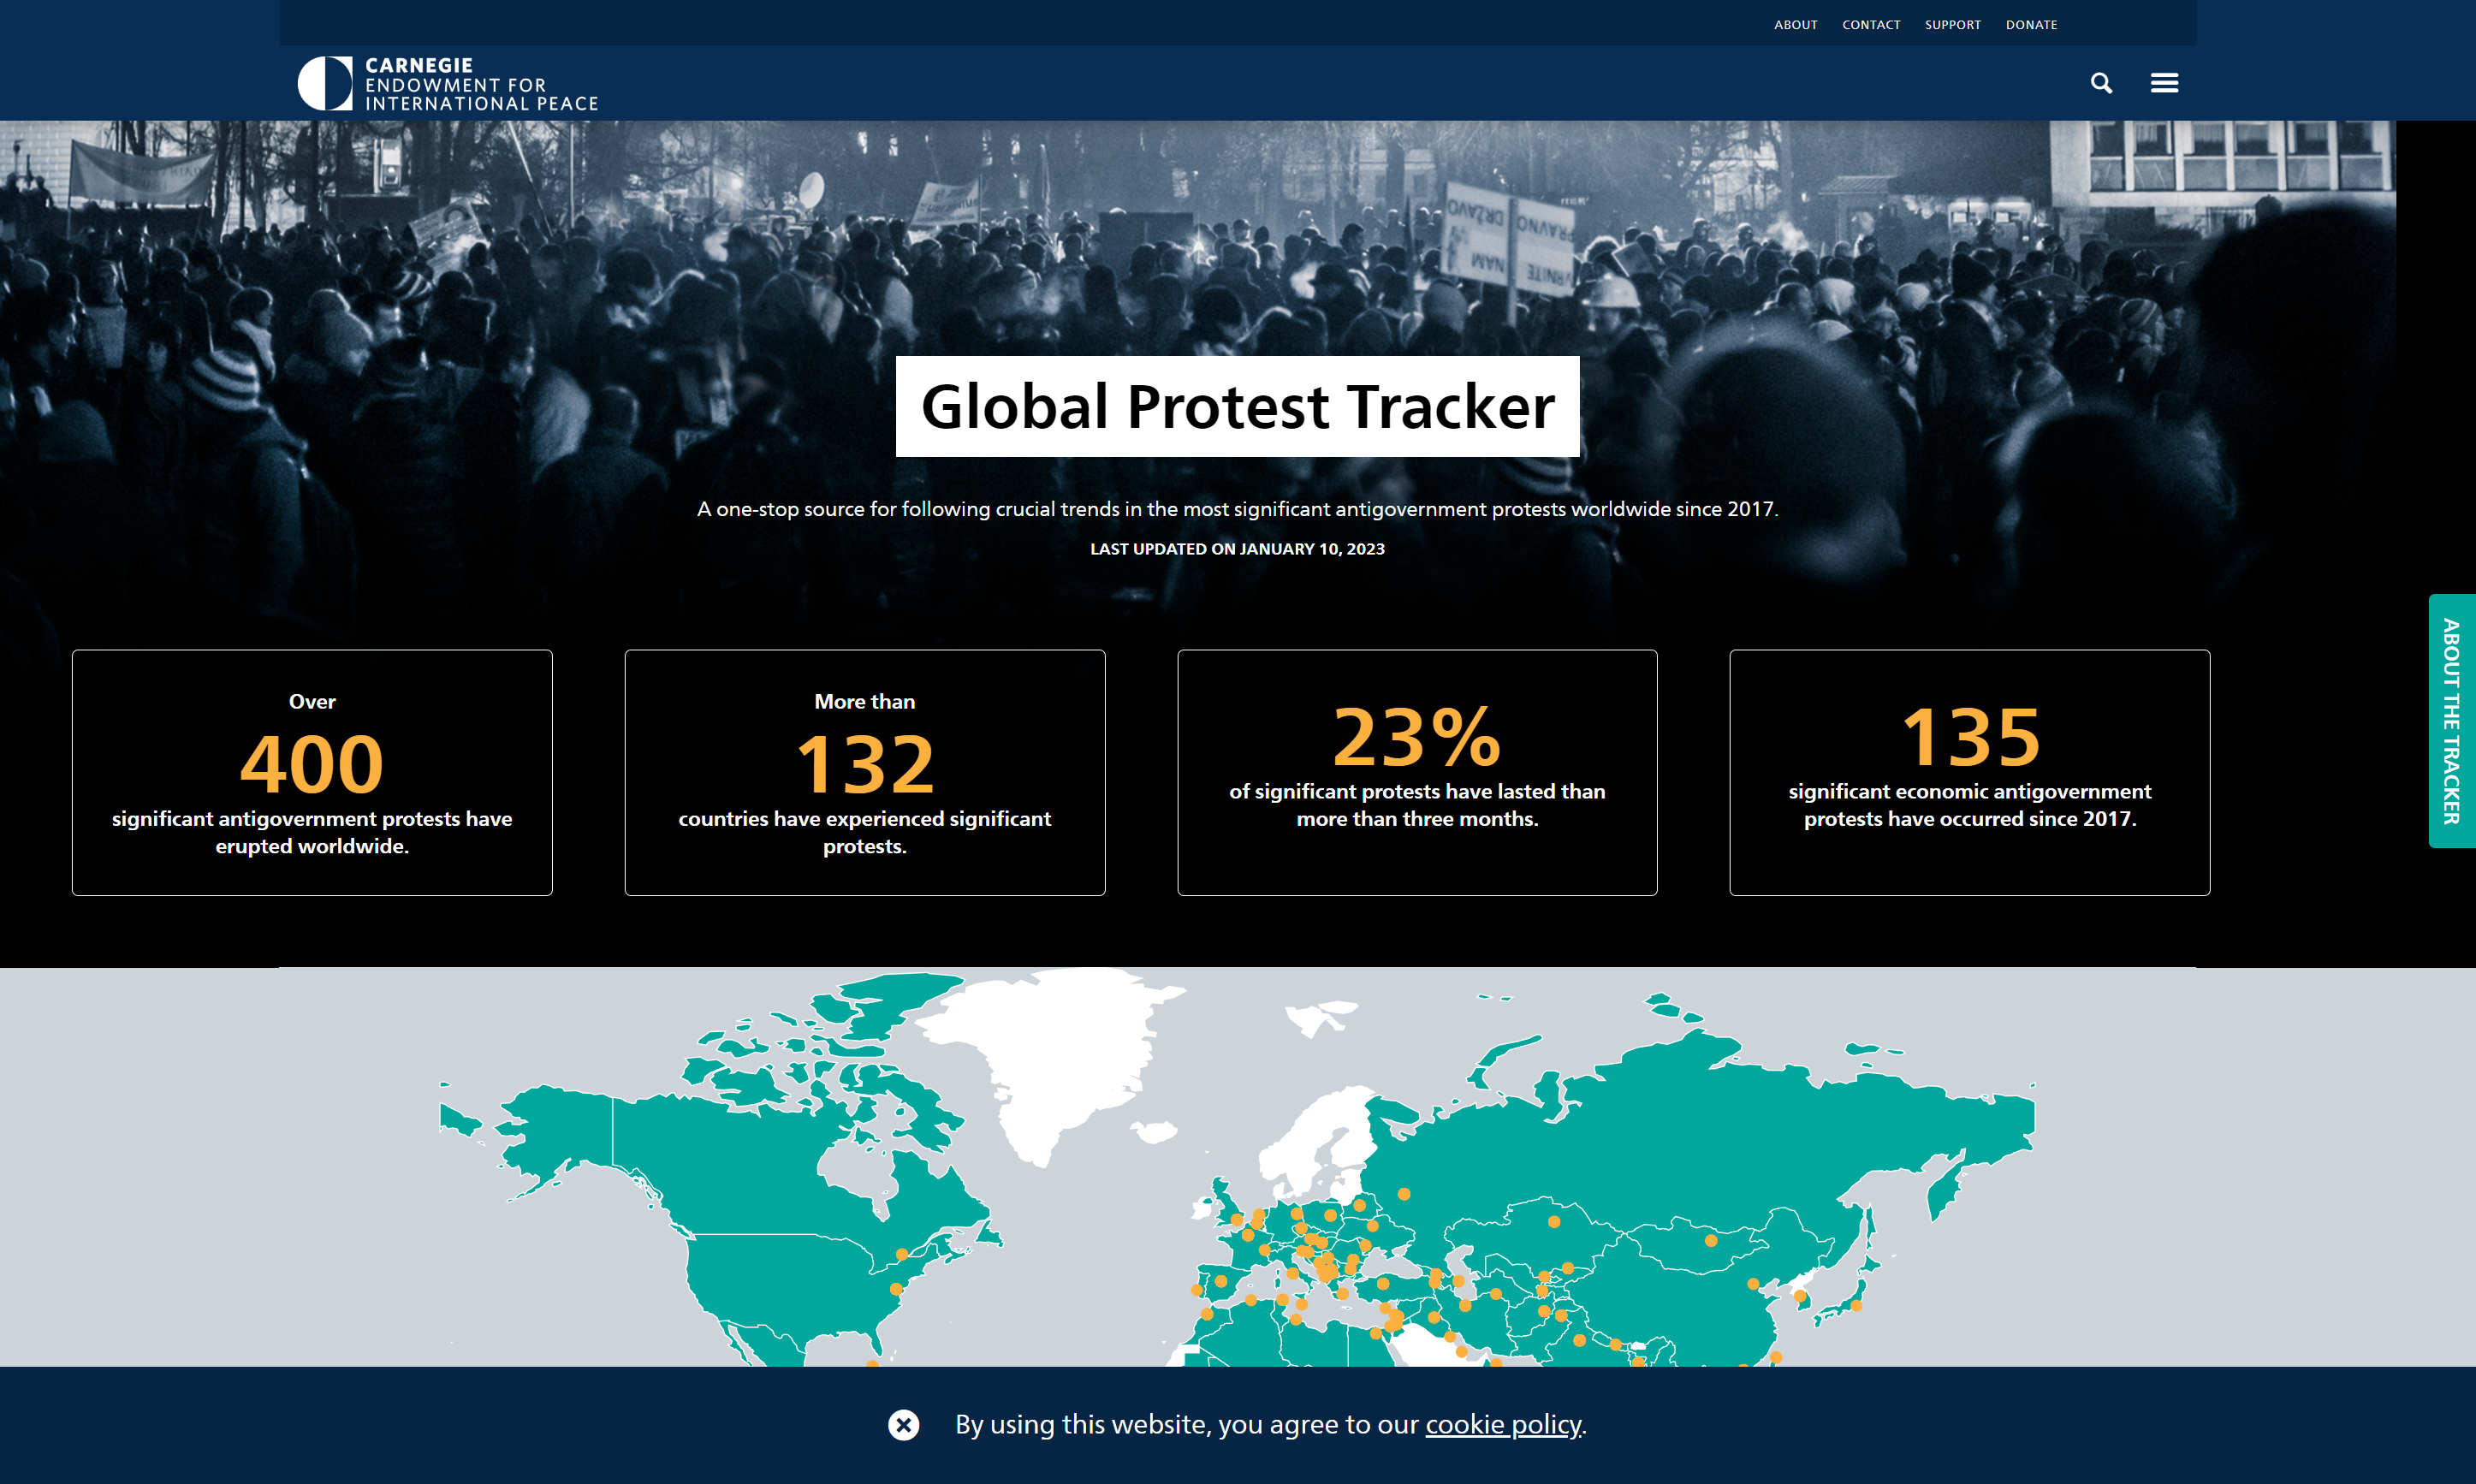 ABOUT CONTACT SUPPORT DONATE
CARNEGIE
ENDOWMENT FOR
INTERNATIONAL PEACE
PRAVNO DRŽAVO
VRNITE NAM
Global Protest Tracker
A one-stop source for following crucial trends in the most significant antigovernment protests worldwide since 2017.
LAST UPDATED ON JANUARY 10, 2023
ABOUT THE TRACKER
Over
400
significant antigovernment protests have
erupted worldwide.
More than
132
countries have experienced significant
protests.
23%
of significant protests have lasted than
more than three months.
135
significant economic antigovernment
protests have occurred since 2017.
By using this website, you agree to our cookie policy.